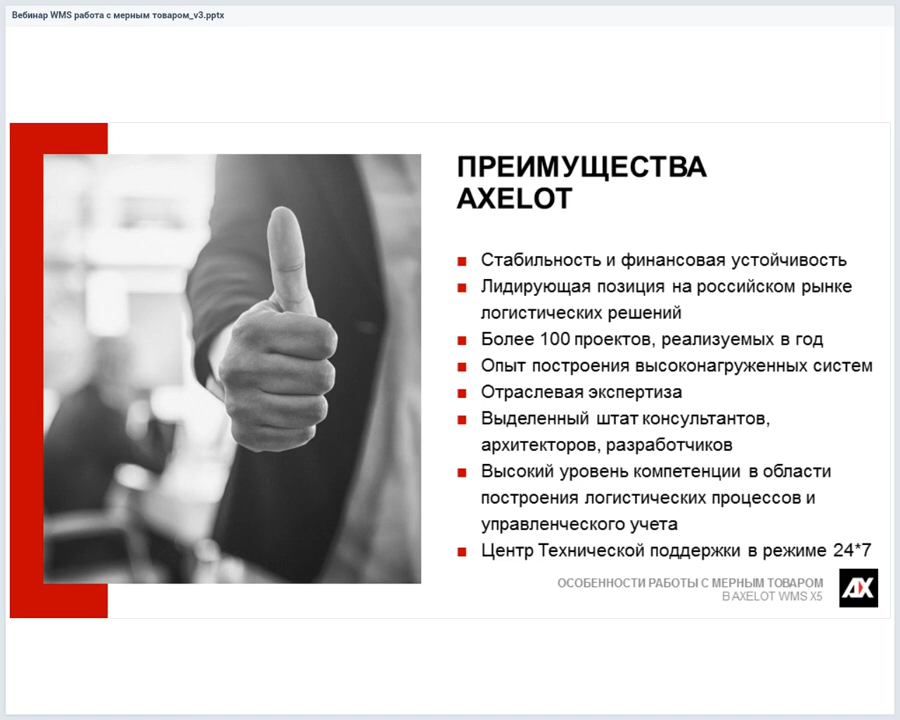 Вебинар WMS работа с мерным товаром_v3.pptx
ПРЕИМУЩЕСТВА
AXELOT
Стабильность и финансовая устойчивость
Лидирующая позиция на российском рынке
логистических решений
Более 100 проектов, реализуемых в год
Опыт построения высоконагруженных систем
Отраслевая экспертиза
Выделенный штат консультантов,
архитекторов, разработчиков
Высокий уровень компетенции в области
построения логистических процессов и
управленческого учета
Центр Технической поддержки в режиме 24*7
ОСОБЕННОСТИ РАБОТЫ С МЕРНЫМ ТОВАРОМ
В AXELOT WMS X5
AX